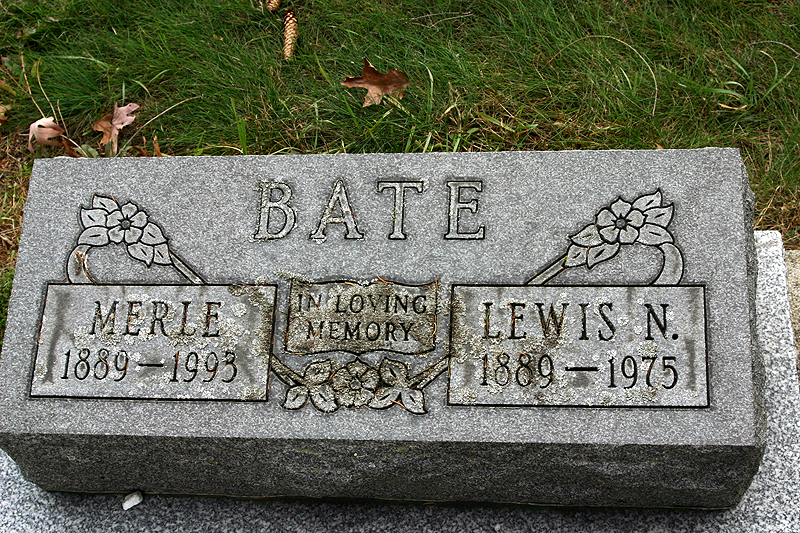 BATE
MERLE
1889 — 1993
IN LOVING
MEMORY
LEWIS N.
1889 — 1975